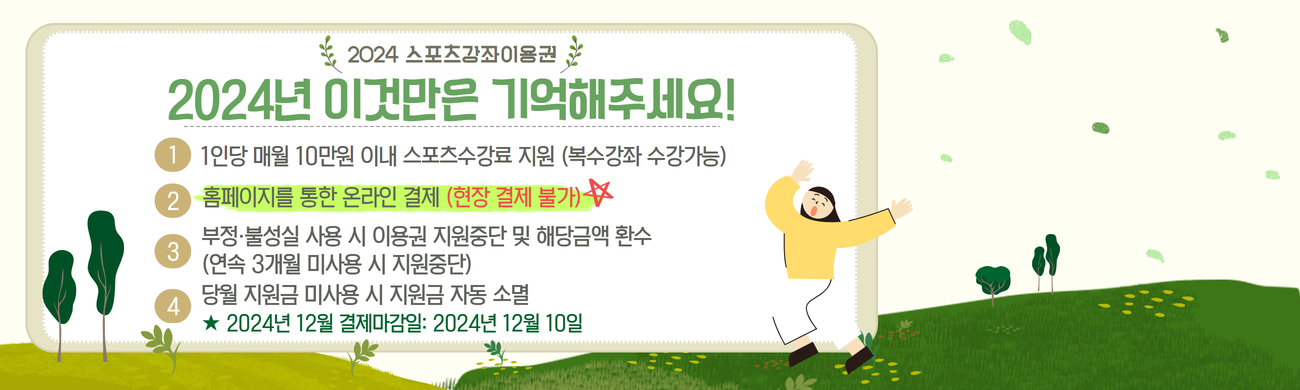 2024 스포츠강좌이용권
2024년 이것만은 기억해주세요!
1 1인당 매월 10만원 이내 스포츠수강료 지원 (복수강좌 수강가능)
2 홈페이지를 통한 온라인 결제 (현장 결제 불가)
3 부정·불성실 사용 시 이용권 지원중단 및 해당금액 환수
(연속 3개월 미사용 시 지원중단)
4 당월 지원금 미사용 시 지원금 자동 소멸
★ 2024년 12월 결제마감일: 2024년 12월 10일